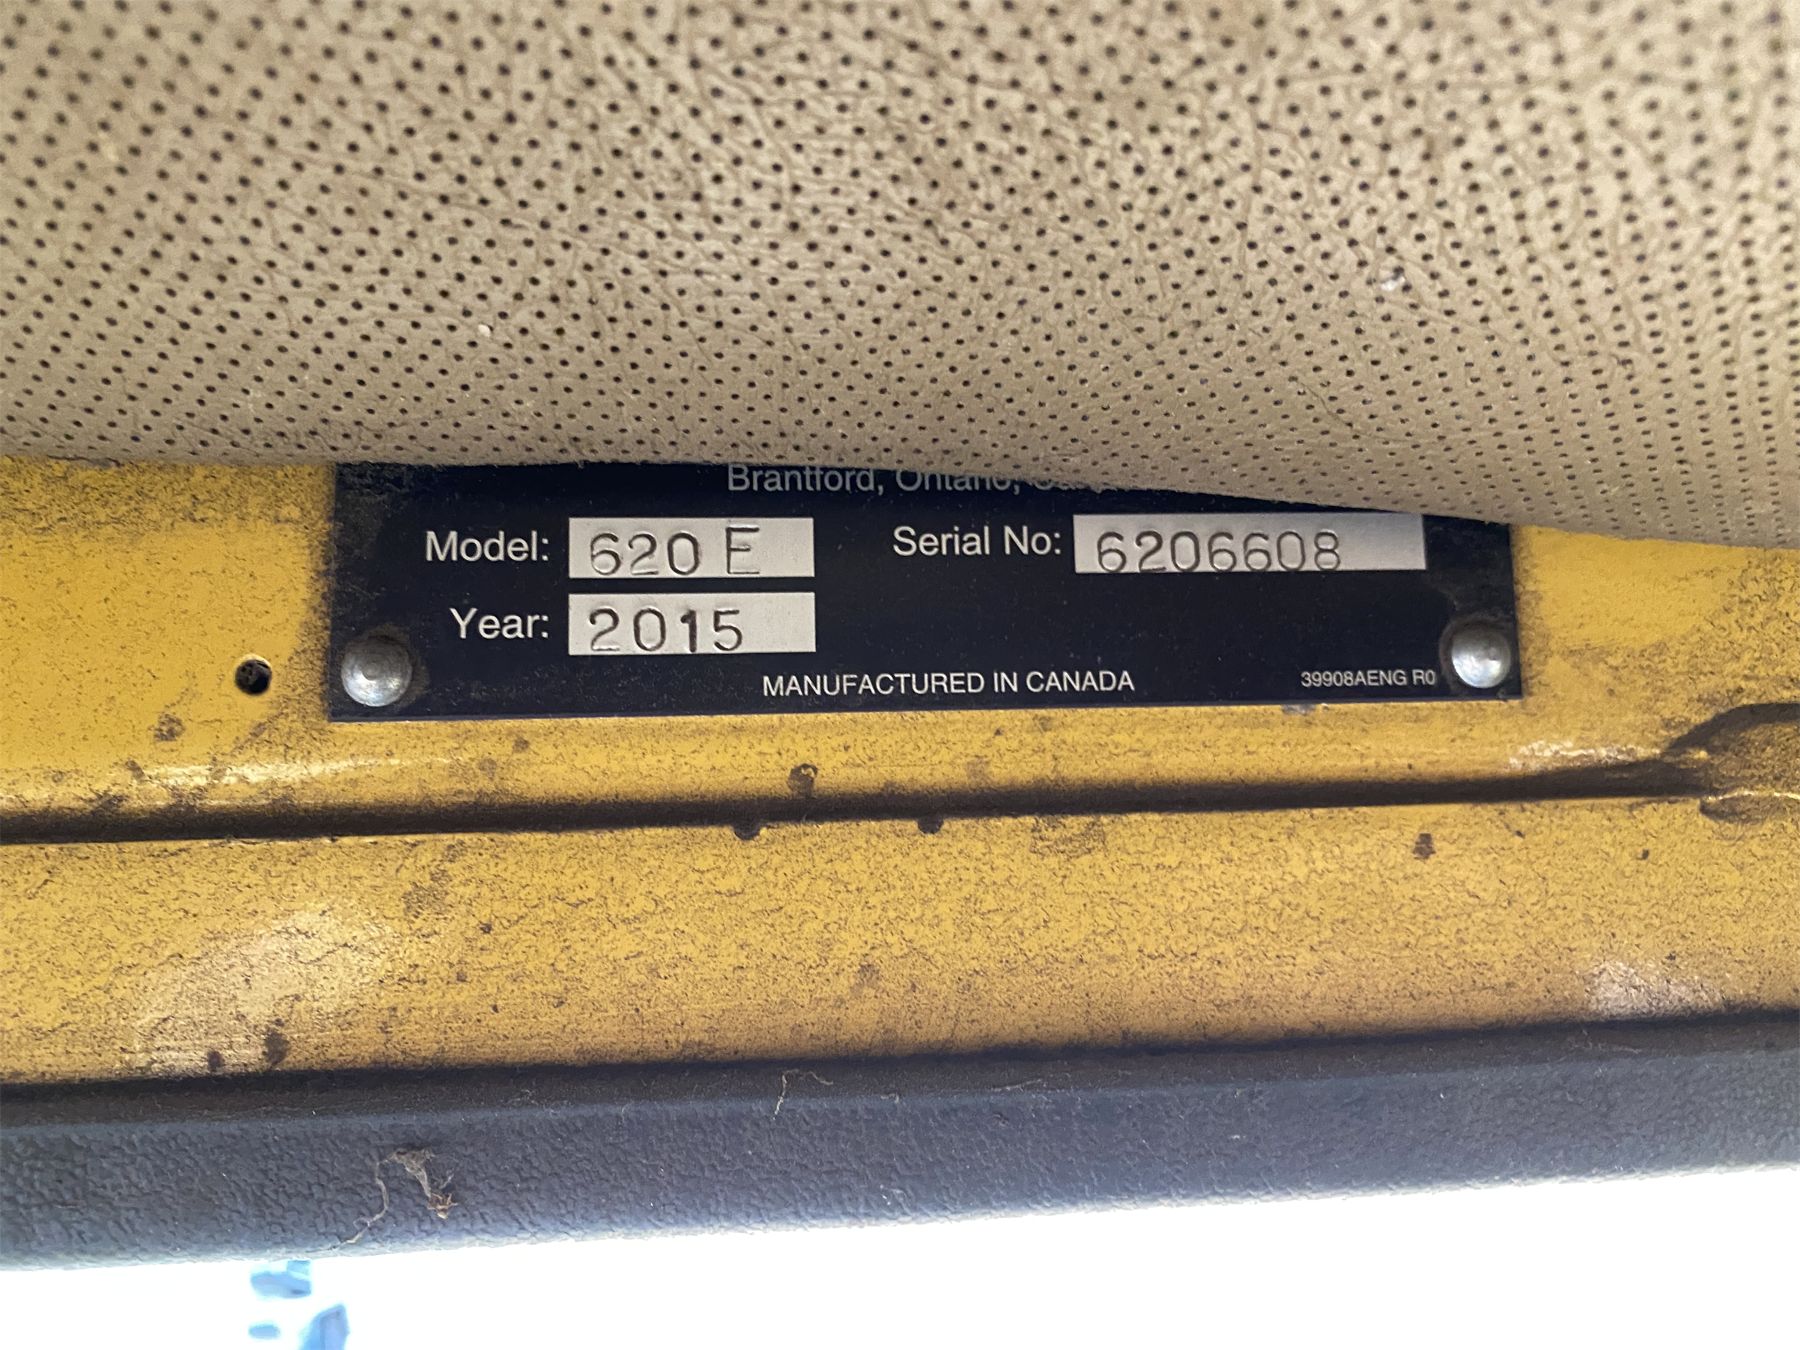 Brantford, Ontario,
Model: 620 E Serial No: 6206608
Year: 2015
MANUFACTURED IN CANADA 39908AENG R0